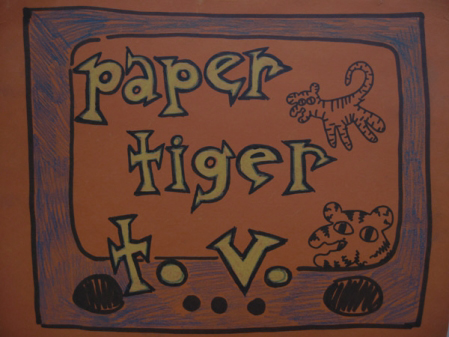 paper
tiger
t. v.